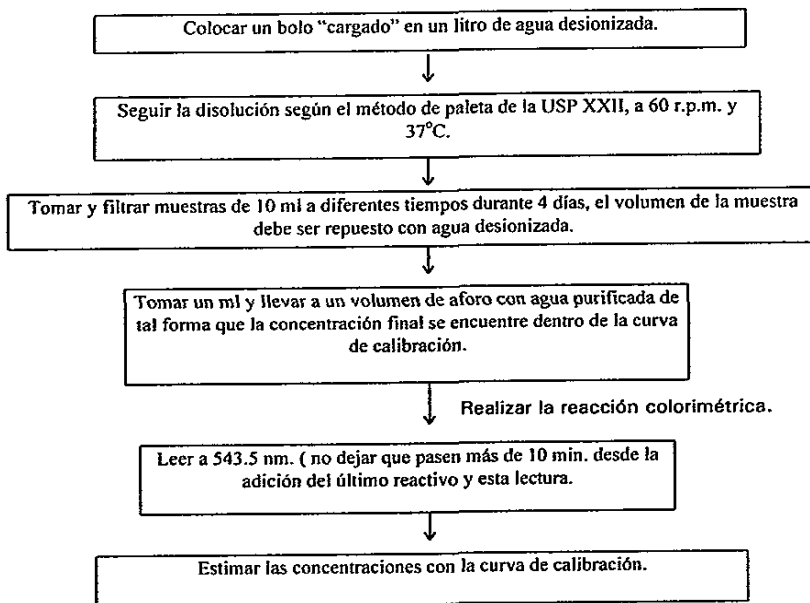 Colocar un bolo “cargado” en un litro de agua desionizada.
Seguir la disolución según el método de paleta de la USP XXII, a 60 r.p.m. y
37°C.
Tomar y filtrar muestras de 10 ml a diferentes tiempos durante 4 días, el volumen de la muestra
debe ser repuesto con agua desionizada.
Tomar un ml y llevar a un volumen de aforo con agua purificada de
tal forma que la concentración final se encuentre dentro de la curva
de calibración.
Realizar la reacción colorimétrica.
Leer a 543.5 nm. ( no dejar que pasen más de 10 min. desde la
adición del último reactivo y esta lectura.
Estimar las concentraciones con la curva de calibración.